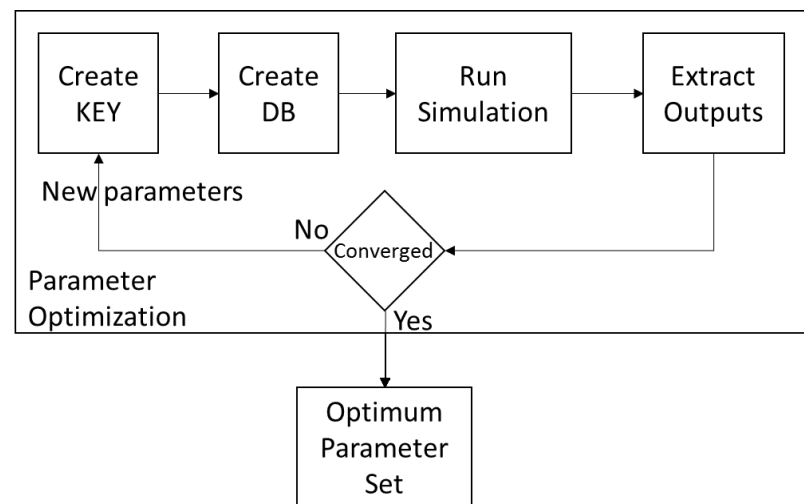 Create
KEY
Create
DB
Run
Simulation
Extract
Outputs
New parameters
No
Converged
Parameter
Optimization
Yes
Optimum
Parameter
Set